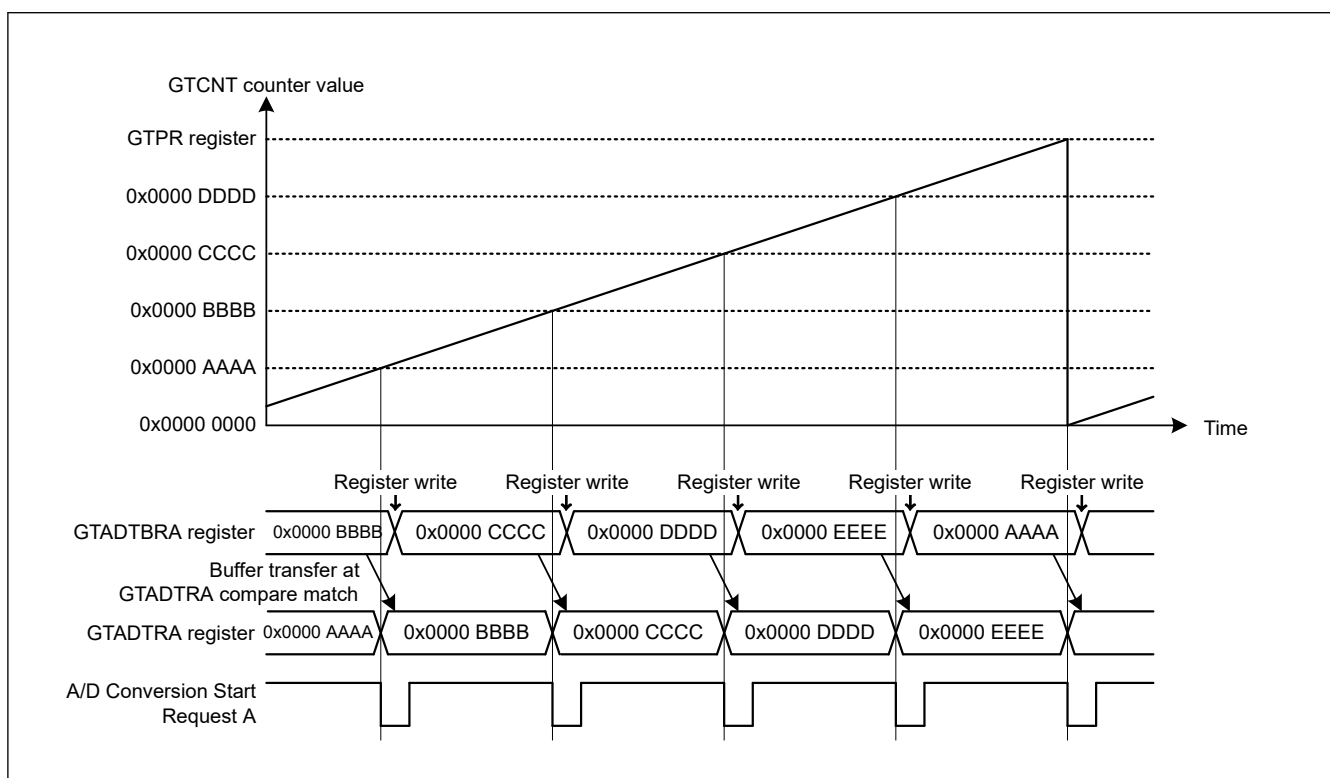 GTCNT counter value
GTPR register
0x0000 DDDD
0x0000 CCCC
0x0000 BBBB
0x0000 AAAA
0x0000 0000
Time
Register write Register write Register write Register write Register write
GTADTBRA register 0x0000 BBBB 0x0000 CCCC 0x0000 DDDD 0x0000 EEEE 0x0000 AAAA
Buffer transfer at
GTADTRA compare match
GTADTRA register 0x0000 AAAA 0x0000 BBBB 0x0000 CCCC 0x0000 DDDD 0x0000 EEEE
A/D Conversion Start
Request A